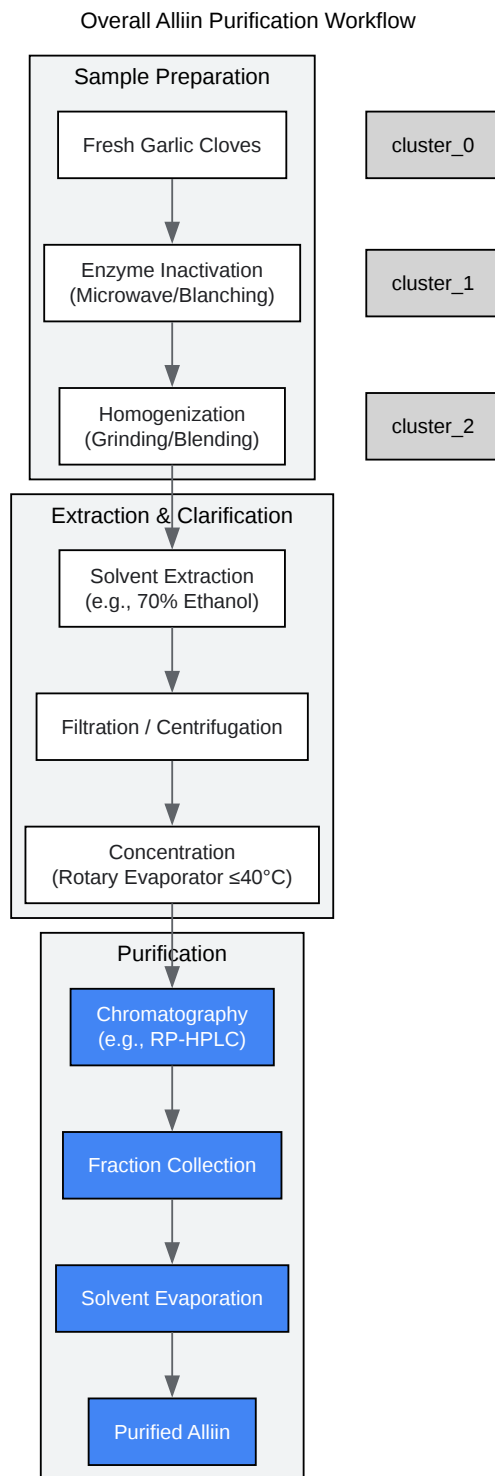 Overall Alliin Purification Workflow
Sample Preparation
Fresh Garlic Cloves
cluster_0
Enzyme Inactivation
(Microwave/Blanching)
cluster_1
Homogenization
(Grinding/Blending)
cluster_2
Extraction & Clarification
Solvent Extraction
(e.g., 70% Ethanol)
Filtration / Centrifugation
Concentration
(Rotary Evaporator ≤40°C)
Purification
Chromatography
(e.g., RP-HPLC)
Fraction Collection
Solvent Evaporation
Purified Alliin